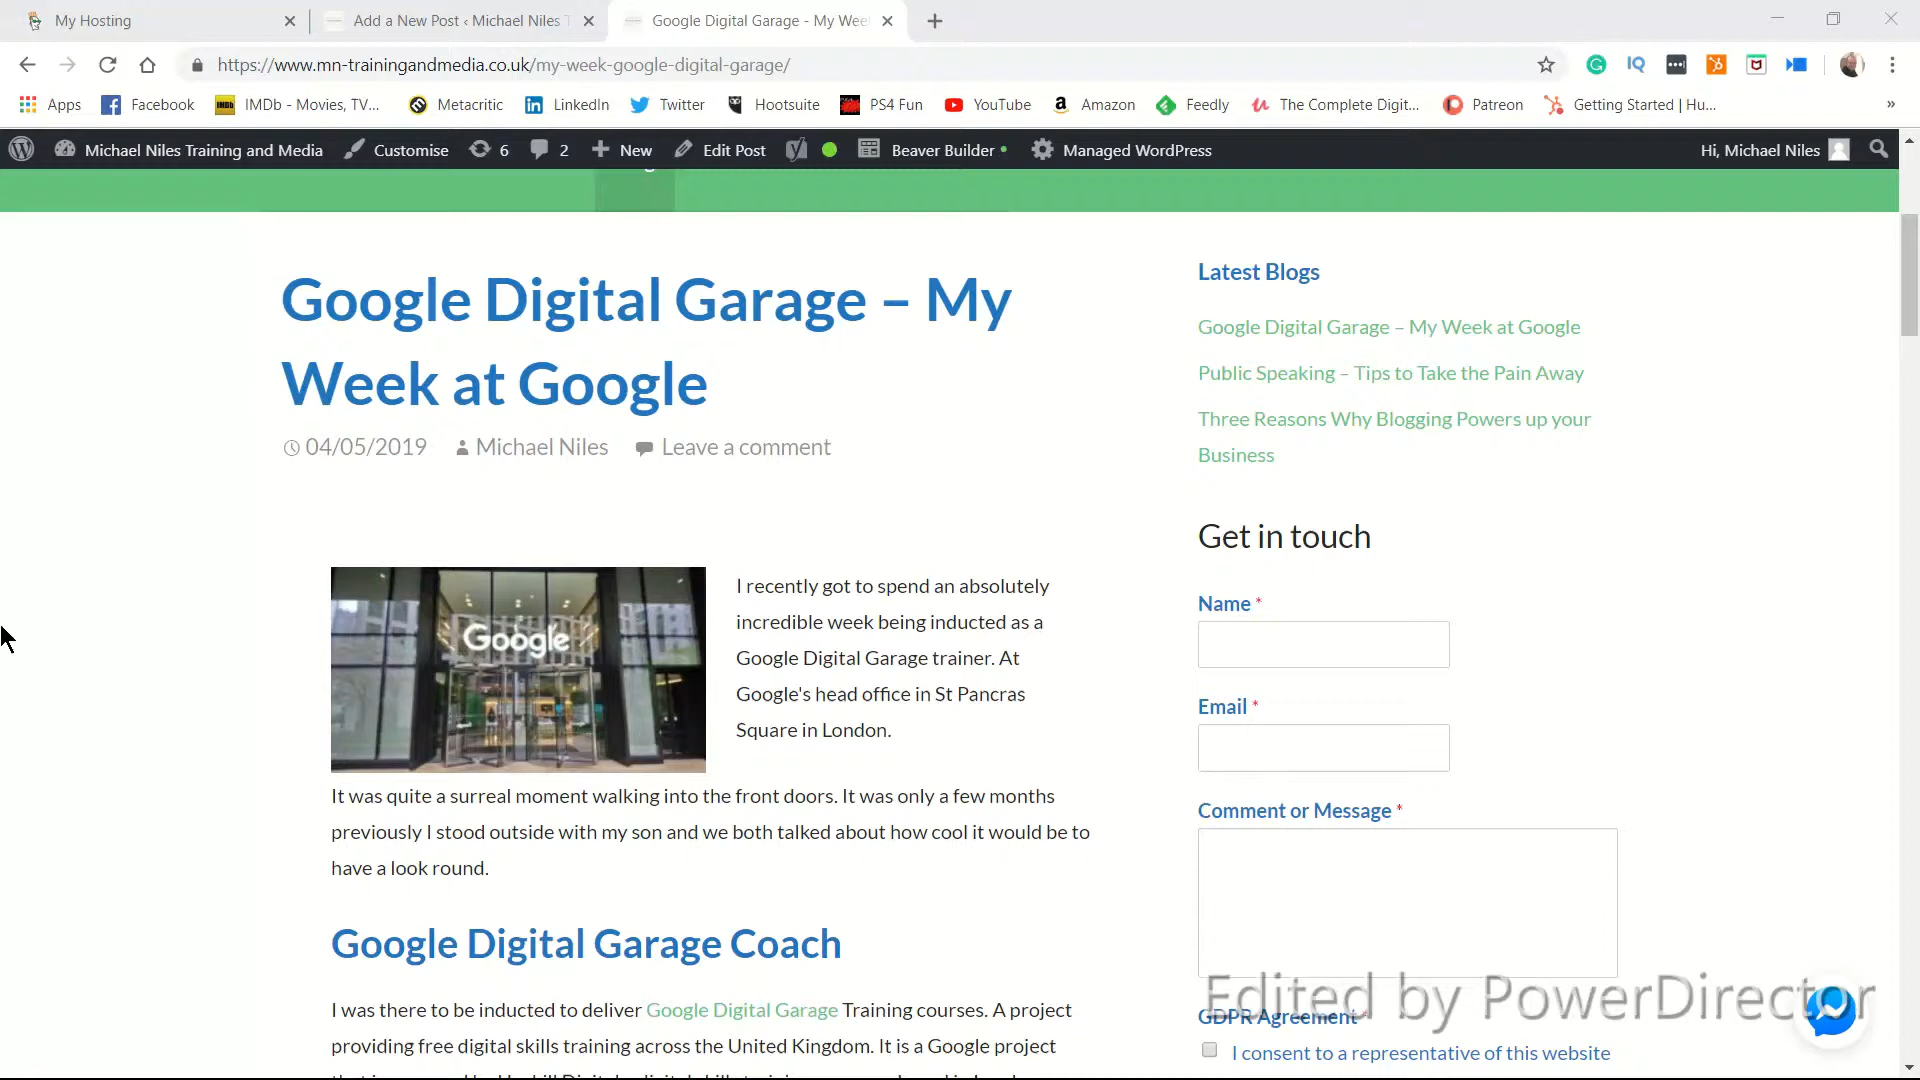 My Hosting
Add a New Post ‹ Michael Niles T
Google Digital Garage - My Wee
https://www.mn-trainingandmedia.co.uk/my-week-google-digital-garage/
Apps Facebook IMDb - Movies, TV... Metacritic LinkedIn Twitter Hootsuite PS4 Fun YouTube Amazon Feedly The Complete Digit... Patreon Getting Started | Hu... »
Michael Niles Training and Media Customise 6 2 New Edit Post Beaver Builder Managed WordPress Hi, Michael Niles
Google Digital Garage – My
Week at Google
04/05/2019 Michael Niles Leave a comment
Google
I recently got to spend an absolutely
incredible week being inducted as a
Google Digital Garage trainer. At
Google's head office in St Pancras
Square in London.
It was quite a surreal moment walking into the front doors. It was only a few months
previously I stood outside with my son and we both talked about how cool it would be to
have a look round.
Google Digital Garage Coach
I was there to be inducted to deliver Google Digital Garage Training courses. A project
providing free digital skills training across the United Kingdom. It is a Google project
Latest Blogs
Google Digital Garage – My Week at Google
Public Speaking – Tips to Take the Pain Away
Three Reasons Why Blogging Powers up your
Business
Get in touch
Name *
Email *
Comment or Message *
GDPR Agreement *
I consent to a representative of this website
Edited by PowerDirector